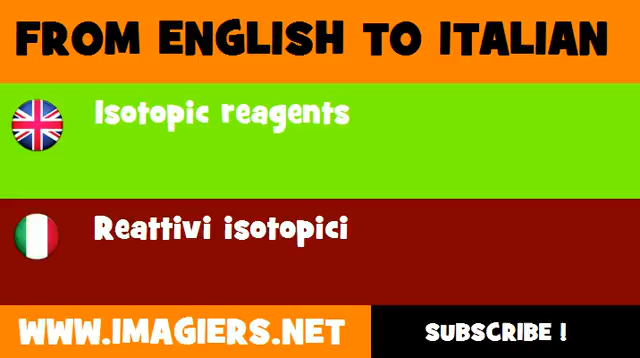 FROM ENGLISH TO ITALIAN
Isotopic reagents
Reattivi isotopici
WWW.IMAGIERS.NET
SUBSCRIBE !